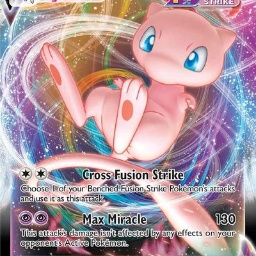 STRIKE
Cross Fusion Strike
Choose 1 of your Benched Fusion Strike Pokémon's attacks
and use it as this attack.
Max Miracle 130
This attack's damage isn't affected by any effects on your
opponent's Active Pokémon.